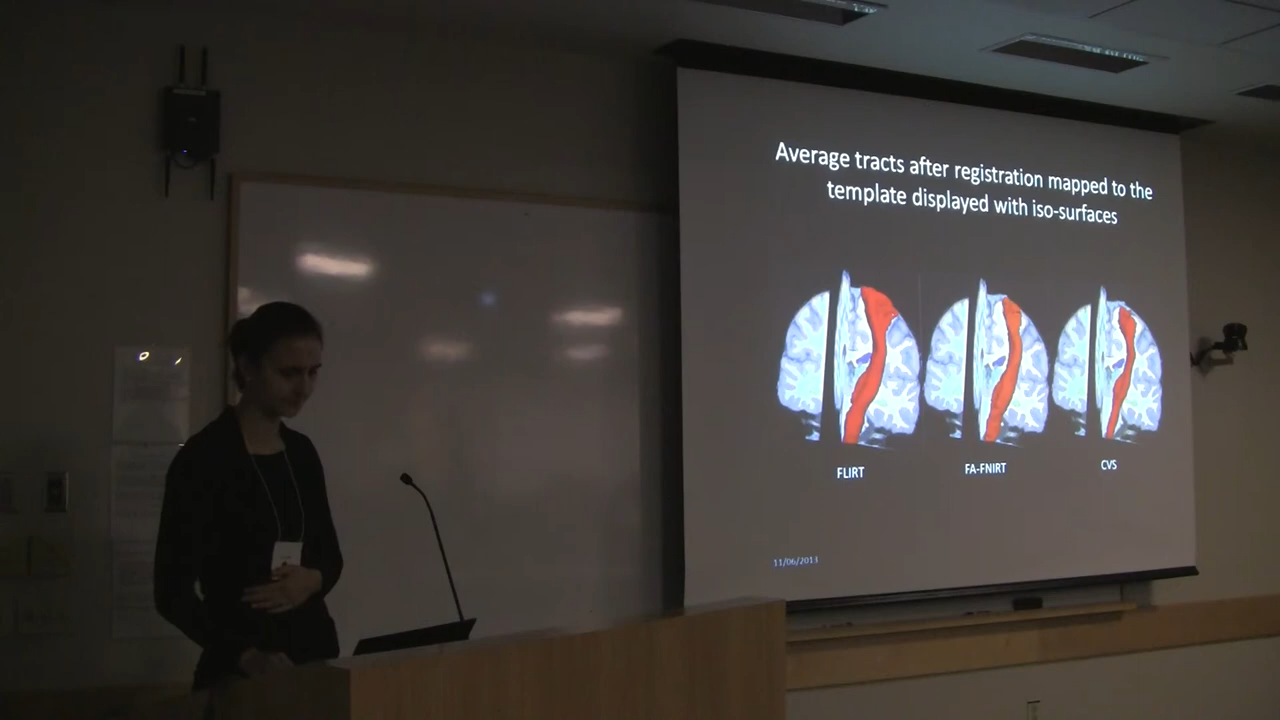 Average tracts after registration mapped to the
template displayed with iso-surfaces
FLIRT
FA-FNIRT
CVS
11/06/2013